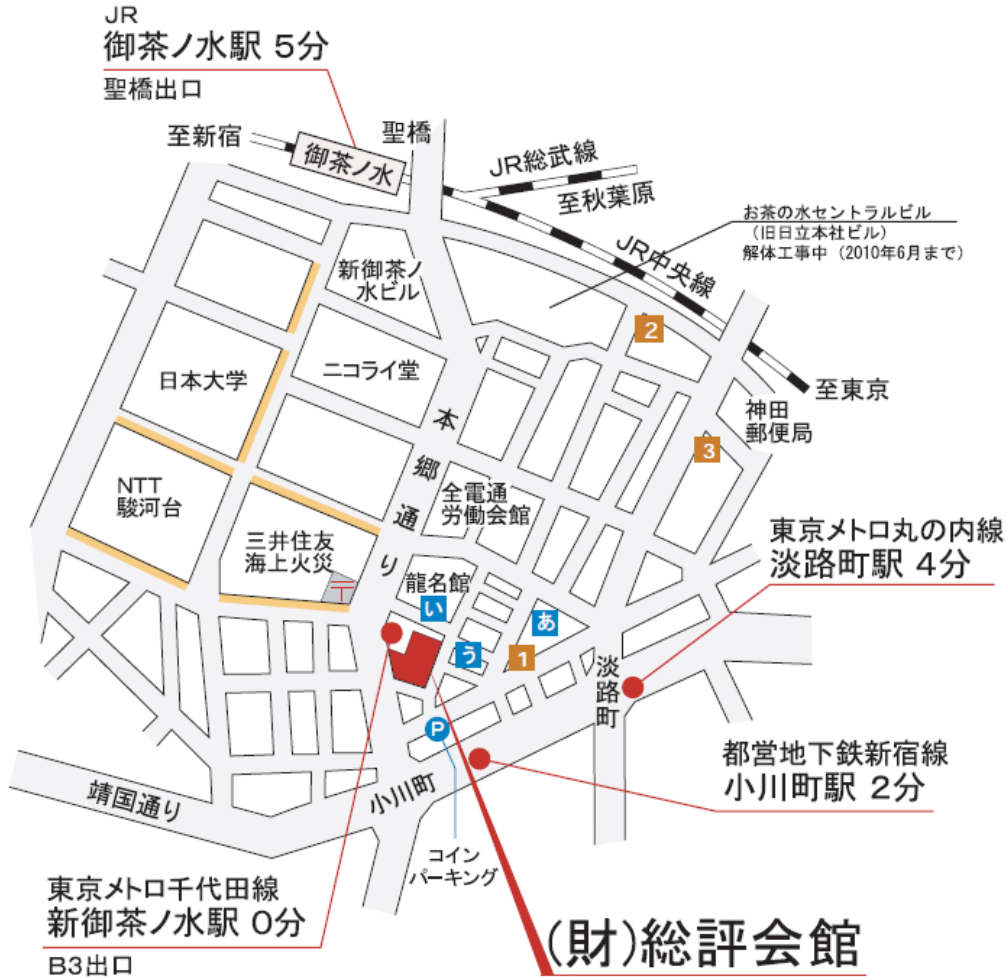 JR
御茶ノ水駅 5分
聖橋出口
至新宿
聖橋
御茶ノ水
JR総武線
至秋葉原
お茶の水セントラルビル
（旧日立本社ビル）
解体工事中（2010年6月まで）
JR中央線
新御茶ノ
水ビル
2
日本大学
ニコライ堂
至東京
神田
郵便局
本郷通り
3
NTT
駿河台
全電通
労働会館
三井住友
海上火災
〒
東京メトロ丸の内線
淡路町駅 4分
龍名館
い
あ
う
1
淡路町
P
都営地下鉄新宿線
小川町駅 2分
靖国通り
小川町
コイン
パーキング
東京メトロ千代田線
新御茶ノ水駅 0分
B3出口
(財)総評会館